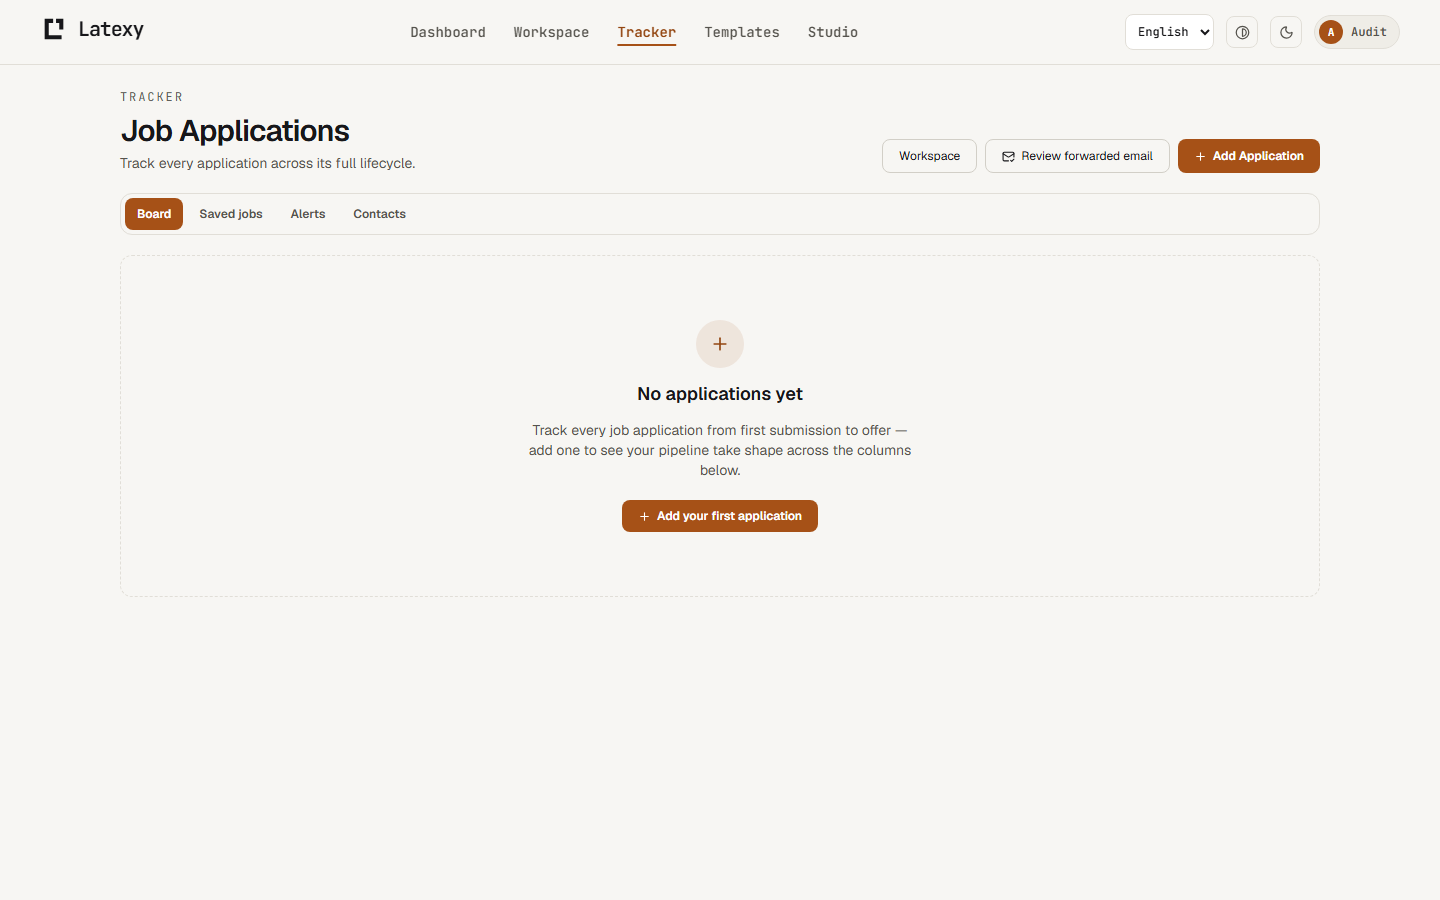 Latexy
Dashboard
Workspace
Tracker
Templates
Studio
English
A
Audit
TRACKER
Job Applications
Track every application across its full lifecycle.
Workspace
Review forwarded email
+ Add Application
Board
Saved jobs
Alerts
Contacts
+
No applications yet
Track every job application from first submission to offer —
add one to see your pipeline take shape across the columns
below.
+ Add your first application